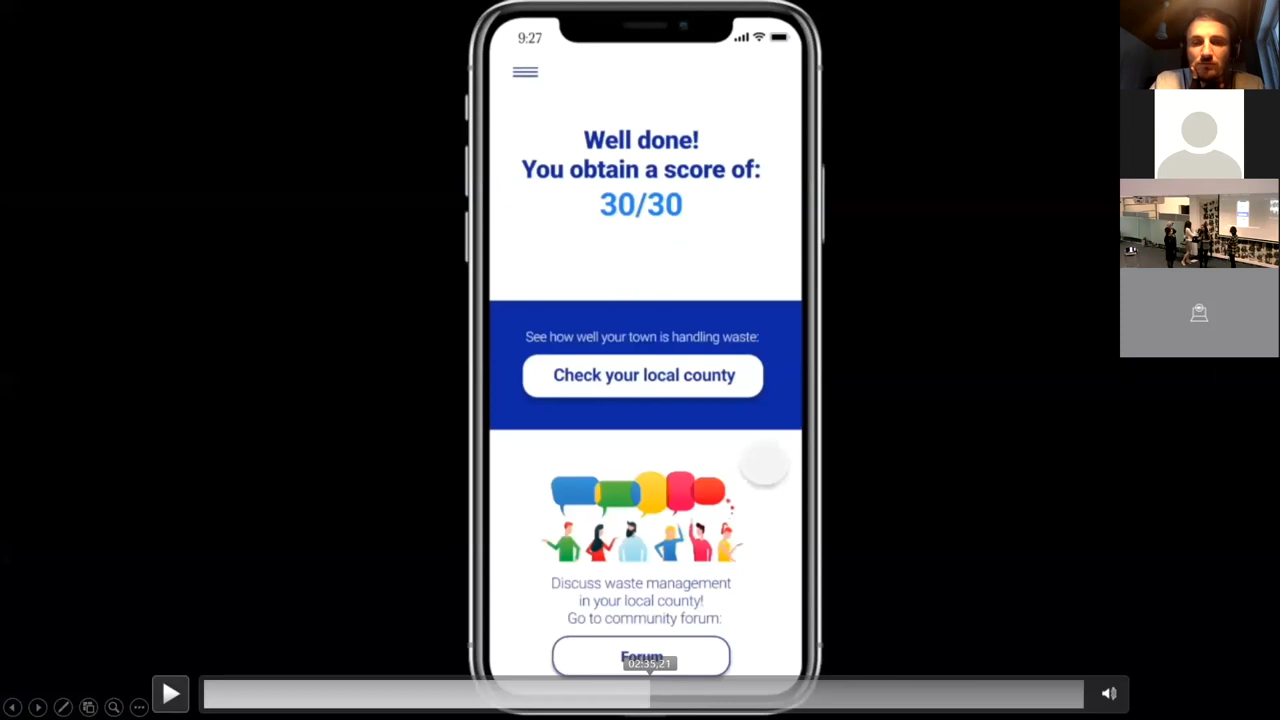 9:27
Well done!
You obtain a score of:
30/30
See how well your town is handling waste:
Check your local county
Discuss waste management
in your local county!
Go to community forum:
Forum
02:35,21